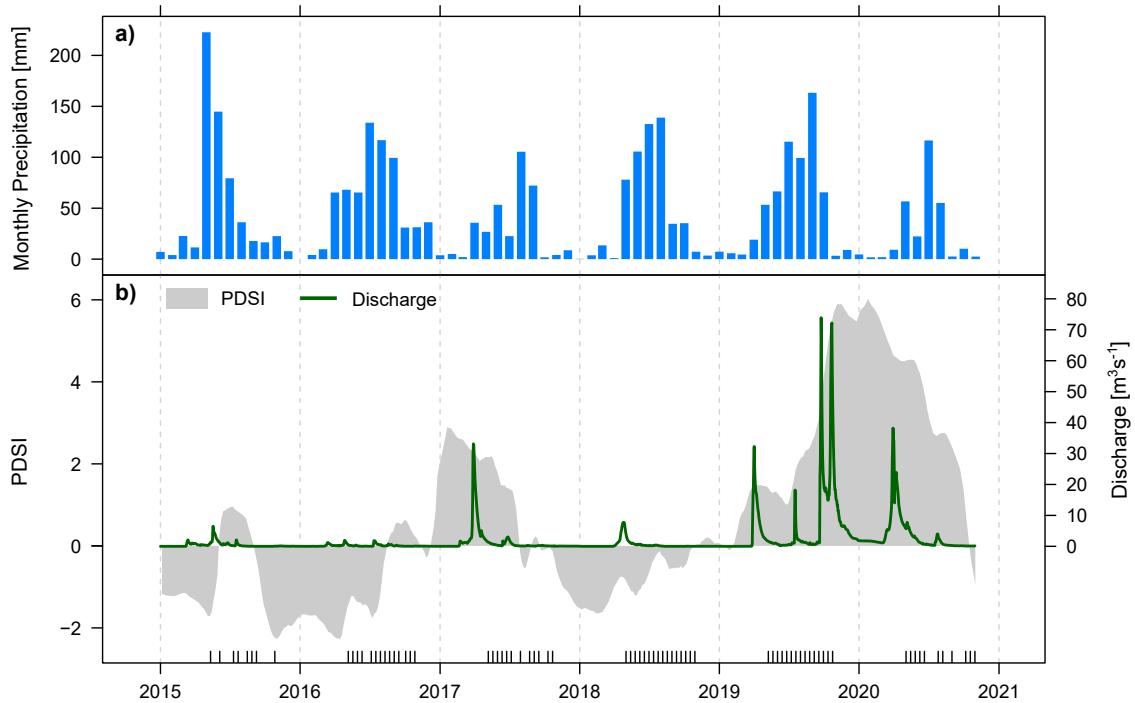 a)
Monthly Precipitation [mm]
200
150
100
50
0
b)
PDSI
Discharge
6
4
2
0
−2
PDSI
80
70
60
50
40
30
20
10
0
Discharge [m³s⁻¹]
2015 2016 2017 2018 2019 2020 2021